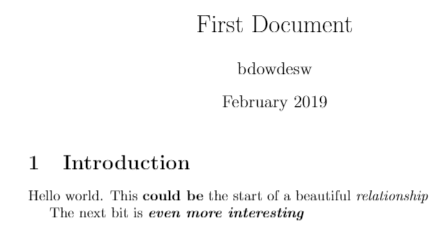 First Document
bdowdesw
February 2019
1 Introduction
Hello world. This could be the start of a beautiful relationship
The next bit is even more interesting